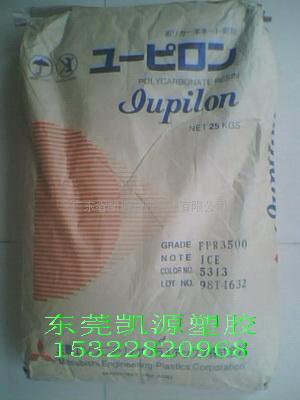 ポリカーボネート樹脂
ユーピロン
POLYCARBONATE RESIN
Iupilon
NET 25 KGS
GRADE FPR3500
NOTE ICE
COLOR NO. 5313
LOT NO. 98T4632
东莞凯源塑胶
15322820968
Mitsubishi Engineering-Plastics Corporation